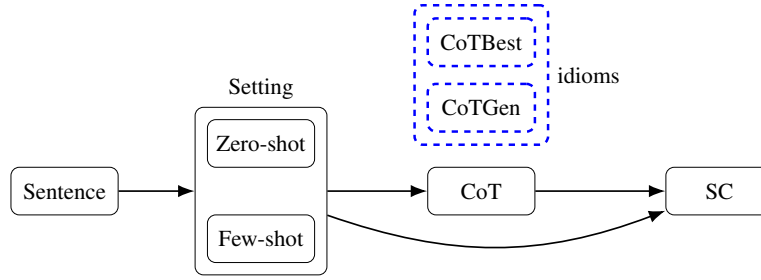 CoTBest
idioms
CoTGen
Setting
Zero-shot
Sentence
CoT
SC
Few-shot